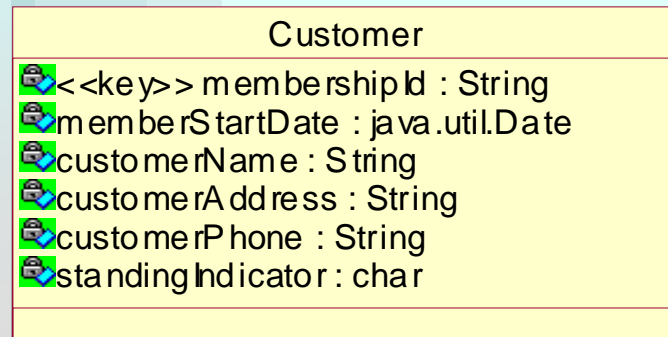 Customer
<<key>> membershipId : String
memberStartDate : java.util.Date
customerName : String
customerAddress : String
customerPhone : String
standingIndicator : char